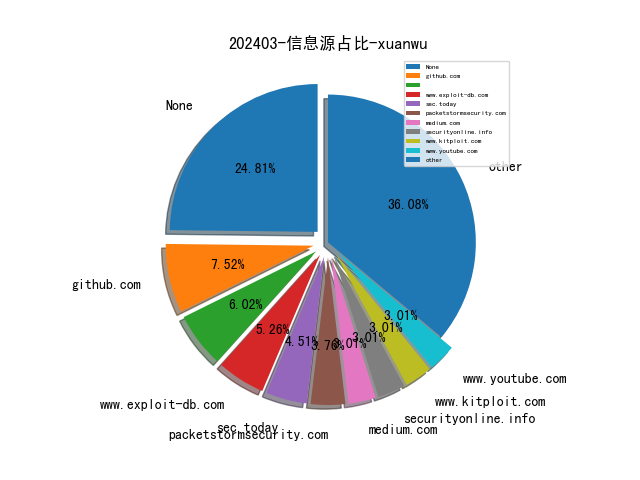 202403-信息源占比-xuanwu
None
github.com
www.exploit-db.com
sec.today
packetstormsecurity.com
medium.com
securityonline.info
www.kitploit.com
www.youtube.com
other
None
other
24.81%
36.08%
7.52%
github.com
6.02%
5.26%
4.51%
3.76%
3.01%
3.01%
3.01%
3.01%
www.youtube.com
www.exploit-db.com
www.kitploit.com
securityonline.info
sec.today
packetstormsecurity.com
medium.com